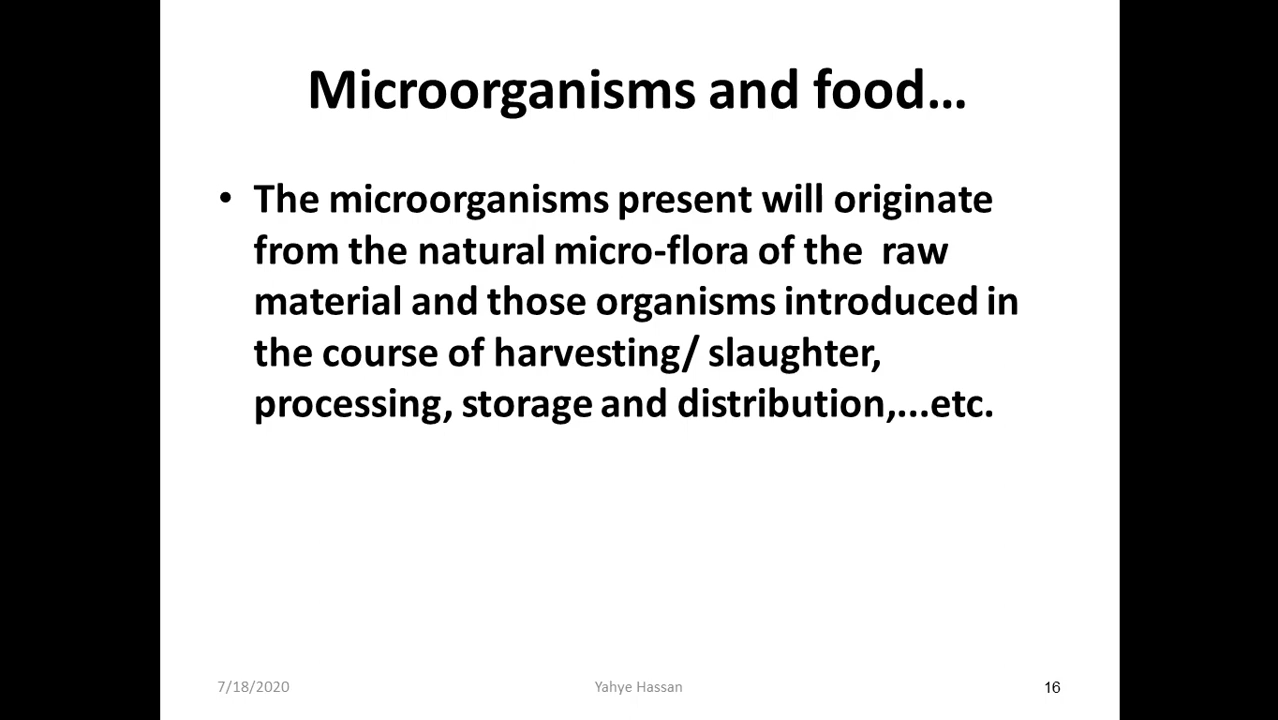 Microorganisms and food…
• The microorganisms present will originate
from the natural micro-flora of the  raw
material and those organisms introduced in
the course of harvesting/ slaughter,
processing, storage and distribution,...etc.
7/18/2020
Yahye Hassan
16